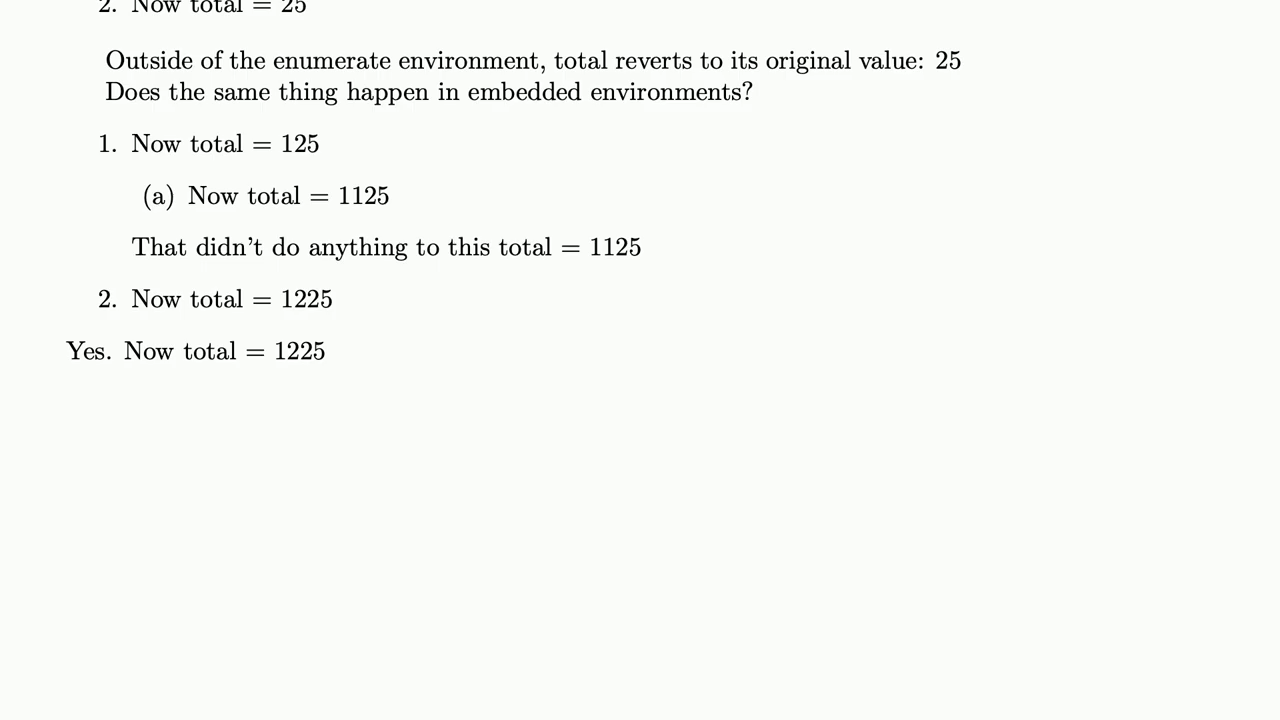 2. Now total = 25
Outside of the enumerate environment, total reverts to its original value: 25
Does the same thing happen in embedded environments?
1. Now total = 125
(a) Now total = 1125
That didn't do anything to this total = 1125
2. Now total = 1225
Yes. Now total = 1225